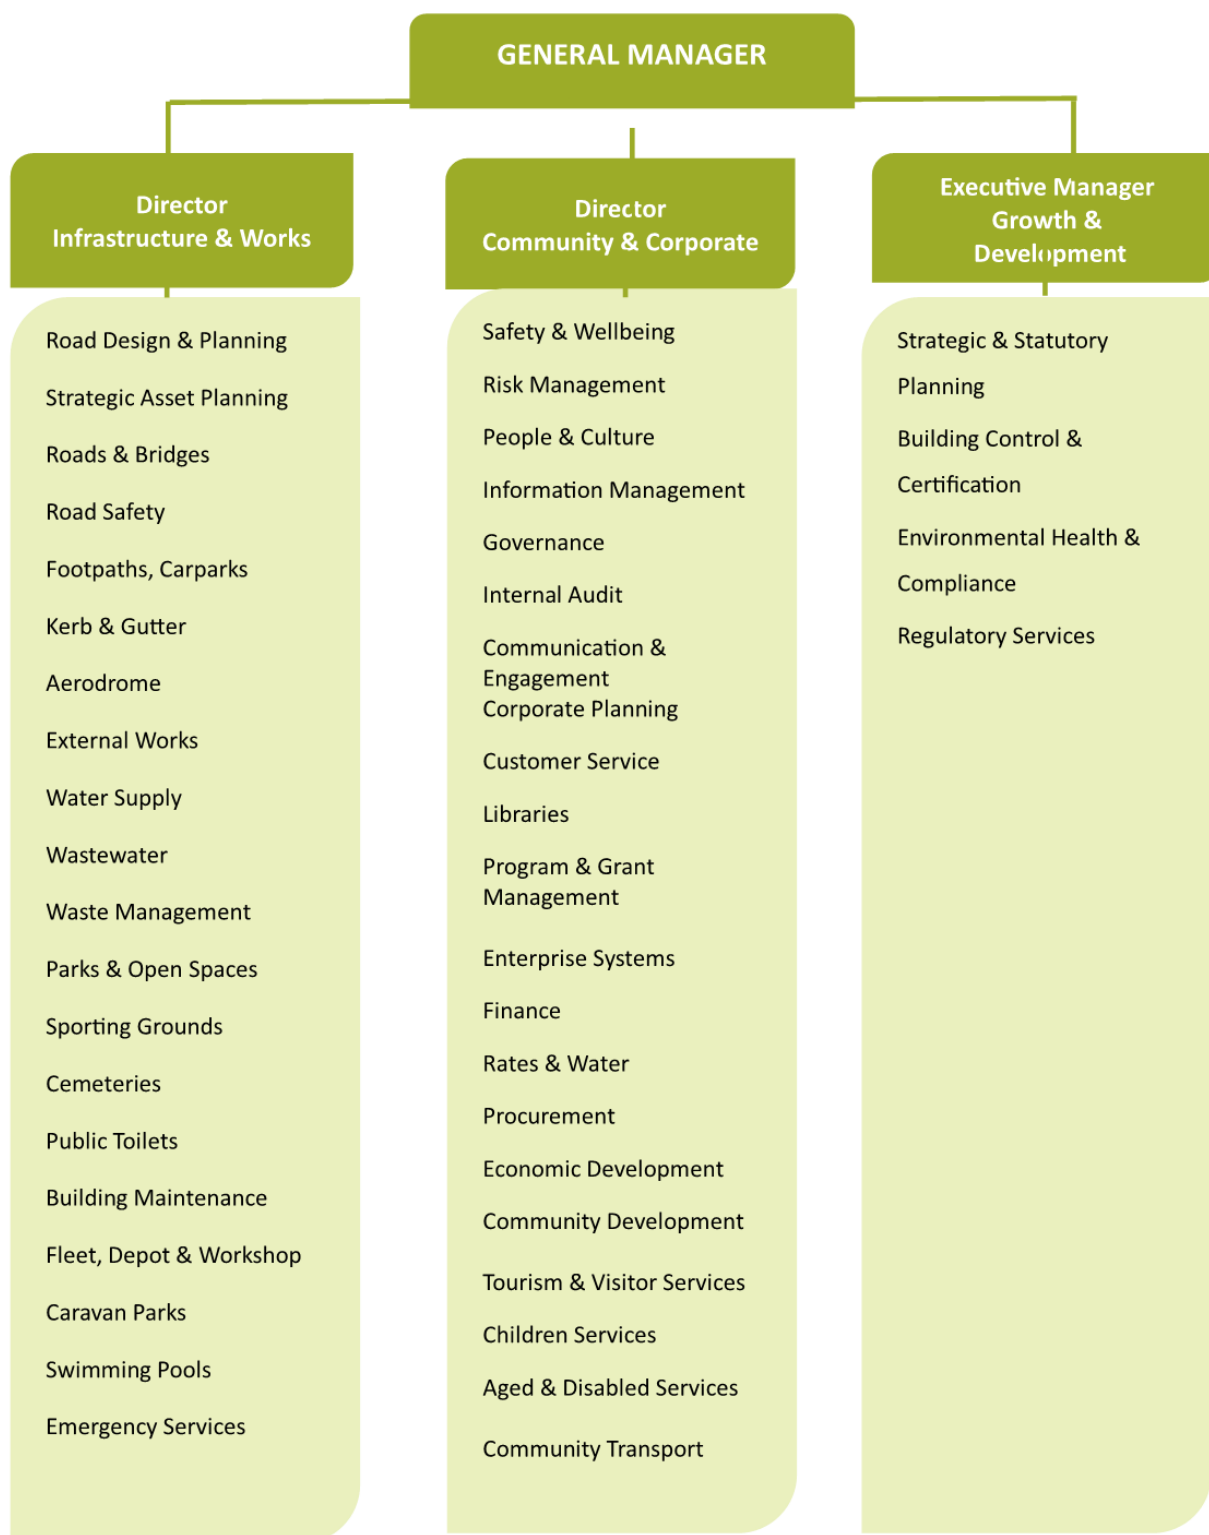 GENERAL MANAGER
Director
Infrastructure & Works
Road Design & Planning
Strategic Asset Planning
Roads & Bridges
Road Safety
Footpaths, Carparks
Kerb & Gutter
Aerodrome
External Works
Water Supply
Wastewater
Waste Management
Parks & Open Spaces
Sporting Grounds
Cemeteries
Public Toilets
Building Maintenance
Fleet, Depot & Workshop
Caravan Parks
Swimming Pools
Emergency Services
Director
Community & Corporate
Safety & Wellbeing
Risk Management
People & Culture
Information Management
Governance
Internal Audit
Communication &
Engagement
Corporate Planning
Customer Service
Libraries
Program & Grant
Management
Enterprise Systems
Finance
Rates & Water
Procurement
Economic Development
Community Development
Tourism & Visitor Services
Children Services
Aged & Disabled Services
Community Transport
Executive Manager
Growth &
Development
Strategic & Statutory
Planning
Building Control &
Certification
Environmental Health &
Compliance
Regulatory Services